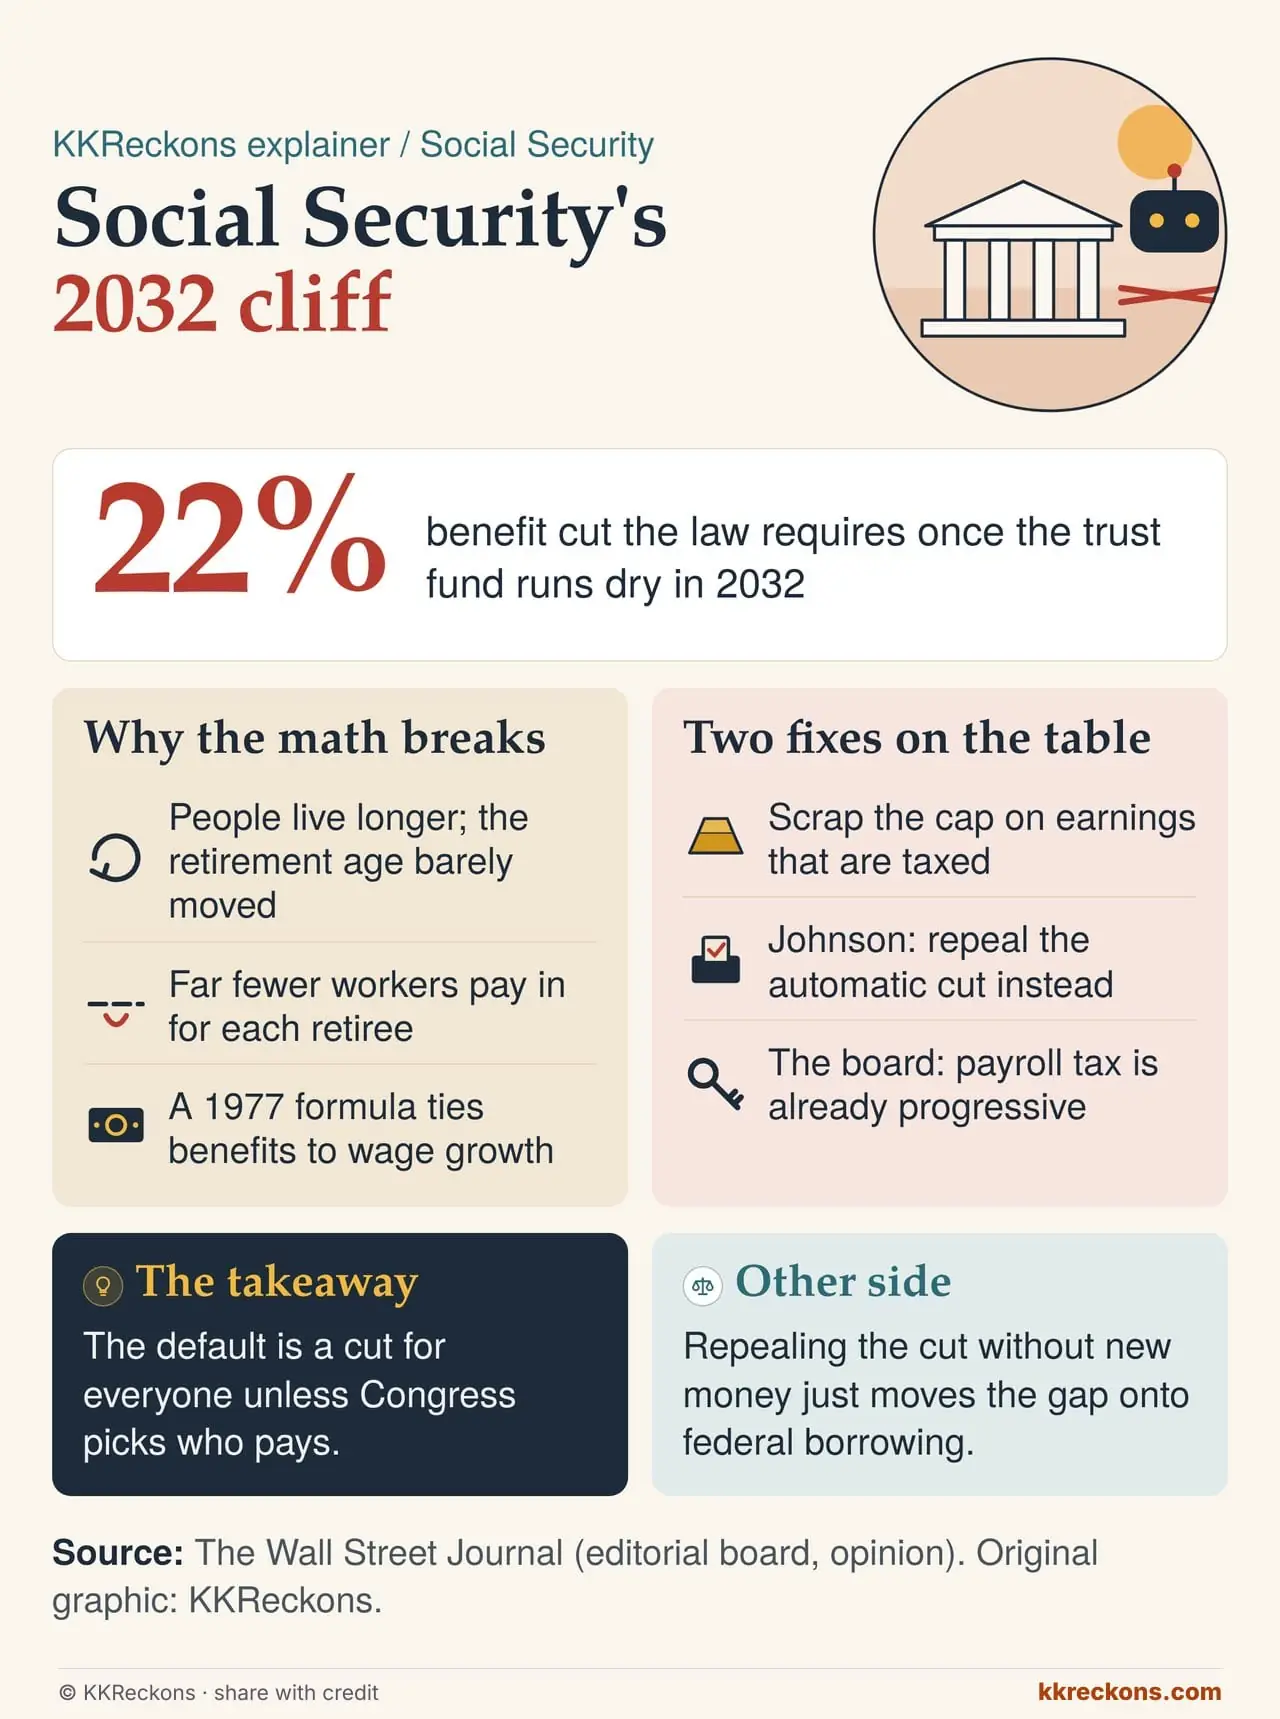 KKReckons explainer / Social Security
Social Security's
2032 cliff
22%
benefit cut the law requires once the trust
fund runs dry in 2032
Why the math breaks
People live longer; the
retirement age barely
moved
Far fewer workers pay in
for each retiree
A 1977 formula ties
benefits to wage growth
Two fixes on the table
Scrap the cap on earnings
that are taxed
Johnson: repeal the
automatic cut instead
The board: payroll tax is
already progressive
The takeaway
The default is a cut for
everyone unless Congress
picks who pays.
Other side
Repealing the cut without new
money just moves the gap onto
federal borrowing.
Source: The Wall Street Journal (editorial board, opinion). Original
graphic: KKReckons.
© KKReckons · share with credit
kkreckons.com